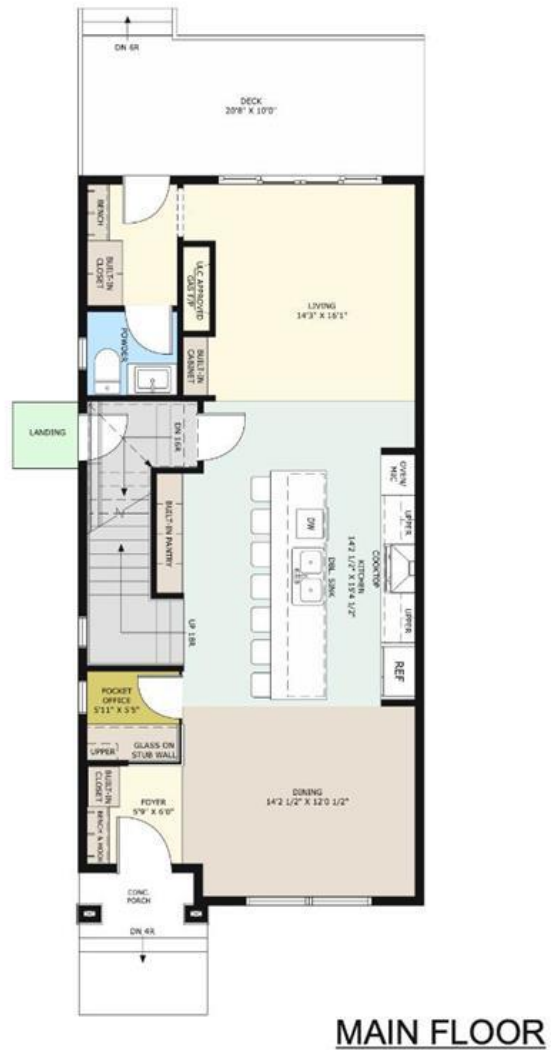 DN 6R
DECK
20'8" X 10'0"
BENCH
BUILT-IN
CLOSET
ULC APPROVED
GAS F/P
LIVING
14'3" X 16'1"
POWDER
BUILT-IN
CABINET
LANDING
DN 16R
OVEN/
MIC
UPPER
BUILT-IN PANTRY
DW
DBL. SINK
KITCHEN
14'2 1/2" X 15'4 1/2"
COOKTOP
UPPER
UP 18R
REF
POCKET
OFFICE
5'11" X 5'5"
UPPER
GLASS ON
STUB WALL
BUILT-IN
CLOSET
BENCH & HOOK
FOYER
5'9" X 6'0"
DINING
14'2 1/2" X 12'0 1/2"
CONC.
PORCH
DN 4R
MAIN FLOOR